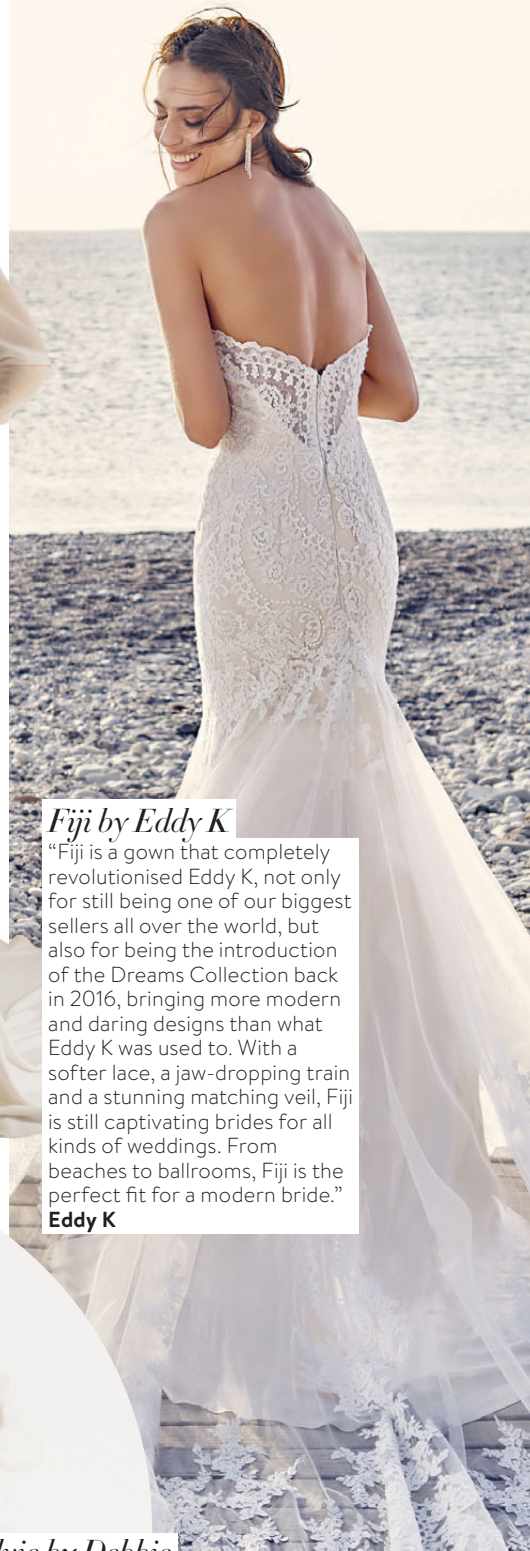 Fiji by Eddy K
“Fiji is a gown that completely
revolutionised Eddy K, not only
for still being one of our biggest
sellers all over the world, but
also for being the introduction
of the Dreams Collection back
in 2016, bringing more modern
and daring designs than what
Eddy K was used to. With a
softer lace, a jaw-dropping train
and a stunning matching veil, Fiji
is still captivating brides for all
kinds of weddings. From
beaches to ballrooms, Fiji is the
perfect fit for a modern bride.”
Eddy K
by Debbie